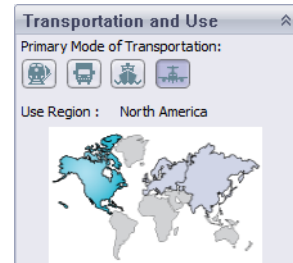 Transportation and Use
Primary Mode of Transportation:
Use Region : North America